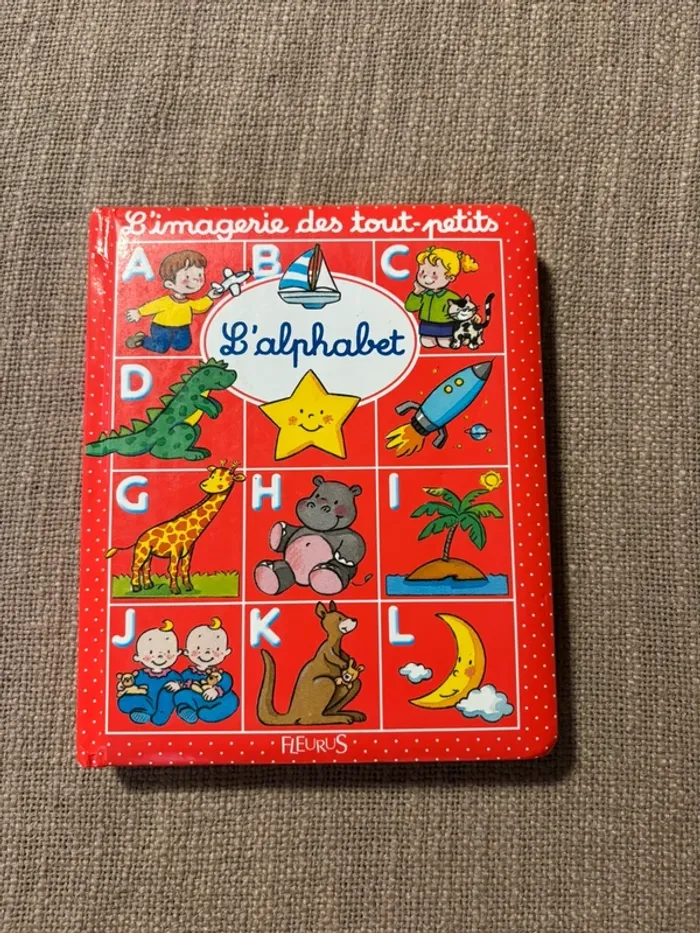 L'imagerie des tout-petits
A B C
L'alphabet
D
G H I
J K L
FLEURUS